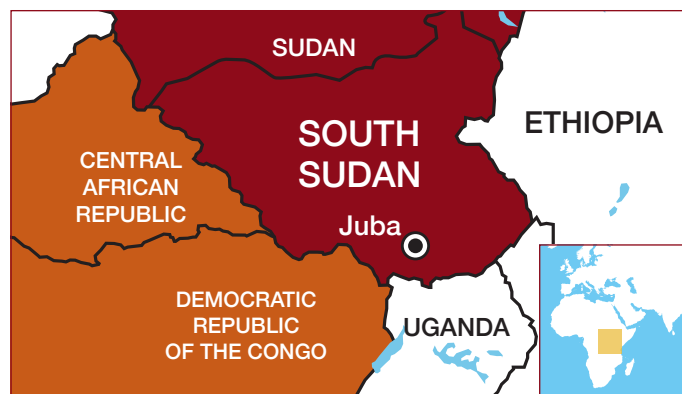 SUDAN
SOUTH
SUDAN
ETHIOPIA
CENTRAL
AFRICAN
REPUBLIC
Juba
DEMOCRATIC
REPUBLIC
OF THE CONGO
UGANDA